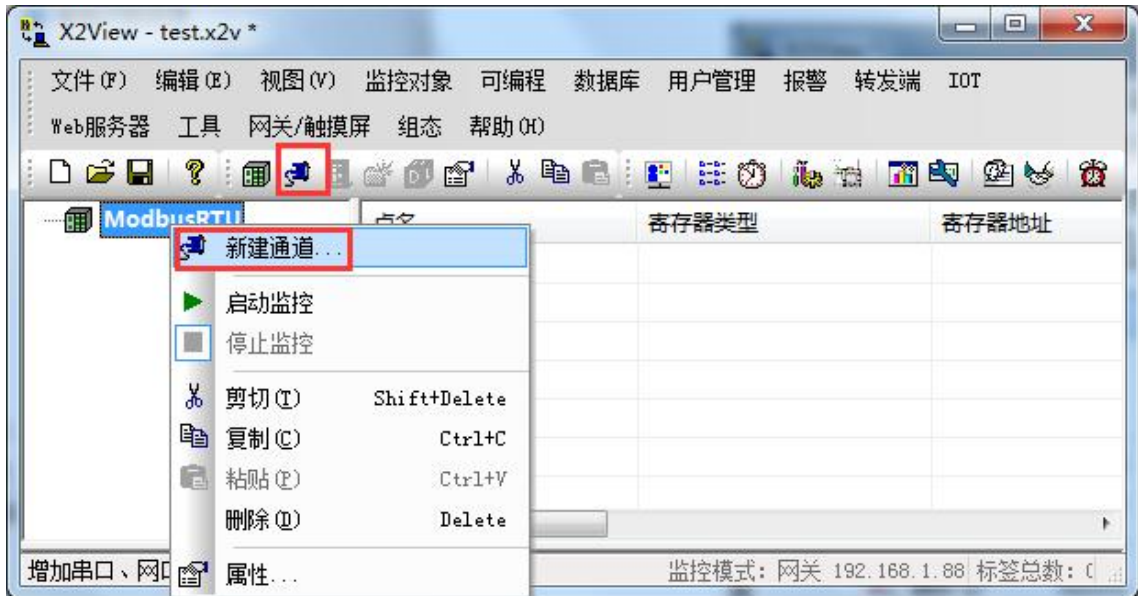 X2View - test.x2v *
文件(F) 编辑(E) 视图(V) 监控对象 可编程 数据库 用户管理 报警 转发端 IOT
Web服务器 工具 网关/触摸屏 组态 帮助(H)
ModbusRTU 点名 寄存器类型 寄存器地址
新建通道...
启动监控
停止监控
剪切(T) Shift+Delete
复制(C) Ctrl+C
粘贴(P) Ctrl+V
删除(D) Delete
属性...
增加串口、网口 监控模式: 网关 192.168.1.88 标签总数: